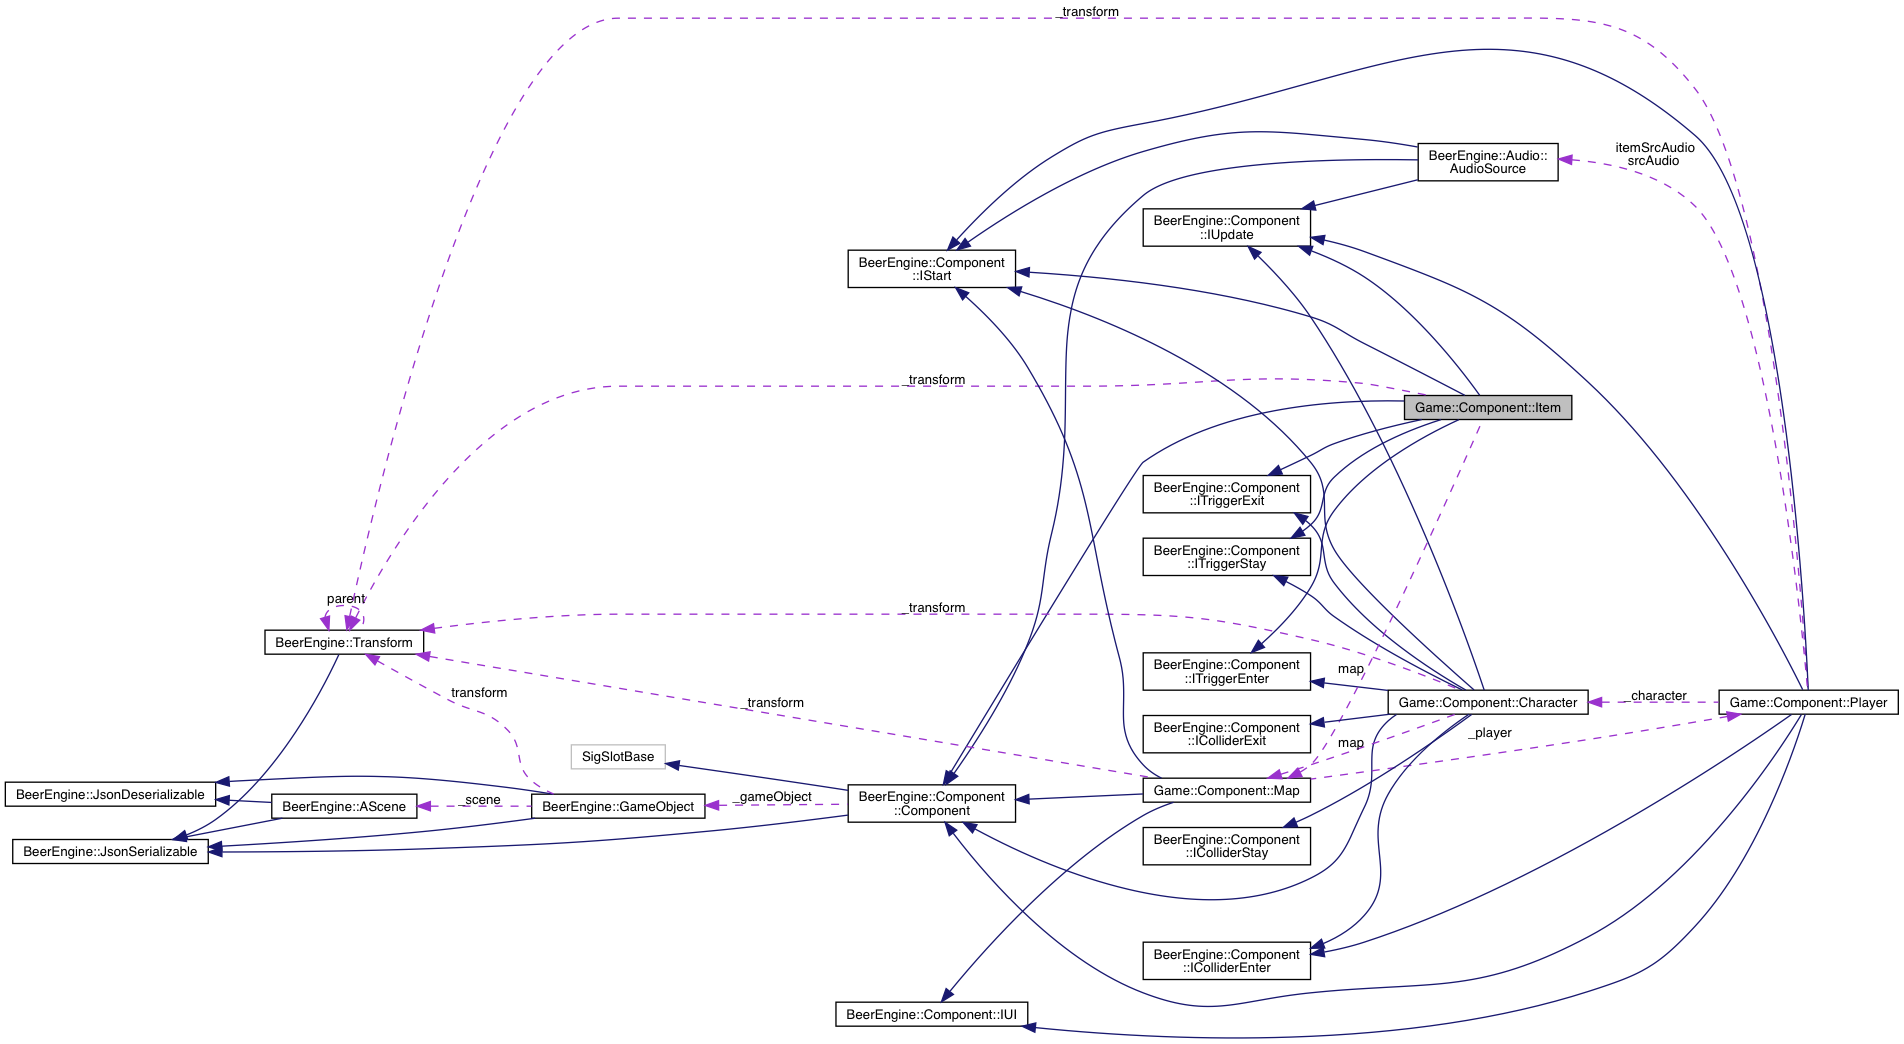 _transform
itemSrcAudio
srcAudio
BeerEngine::Audio::
AudioSource
BeerEngine::Component
::IUpdate
BeerEngine::Component
::IStart
_transform
Game::Component::Item
BeerEngine::Component
::ITriggerExit
BeerEngine::Component
::ITriggerStay
parent
_transform
BeerEngine::Transform
BeerEngine::Component
::ITriggerEnter
map
transform
_transform
_character
Game::Component::Character
Game::Component::Player
BeerEngine::Component
::IColliderExit
map
_player
SigSlotBase
BeerEngine::JsonDeserializable
BeerEngine::AScene
_scene
BeerEngine::GameObject
_gameObject
BeerEngine::Component
::Component
Game::Component::Map
BeerEngine::JsonSerializable
BeerEngine::Component
::IColliderStay
BeerEngine::Component
::IColliderEnter
BeerEngine::Component::IUI